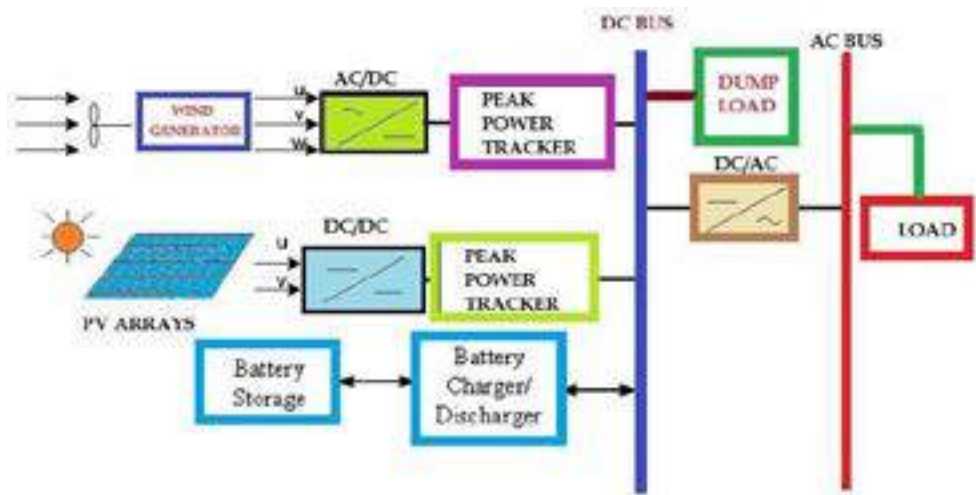 DC BUS
AC BUS
AC/DC
WIND
GENERATOR
u
v
W
PEAK
POWER
TRACKER
DUMP
LOAD
DC/AC
LOAD
DC/DC
u
v
PEAK
POWER
TRACKER
PV ARRAYS
Battery
Storage
Battery
Charger/
Discharger